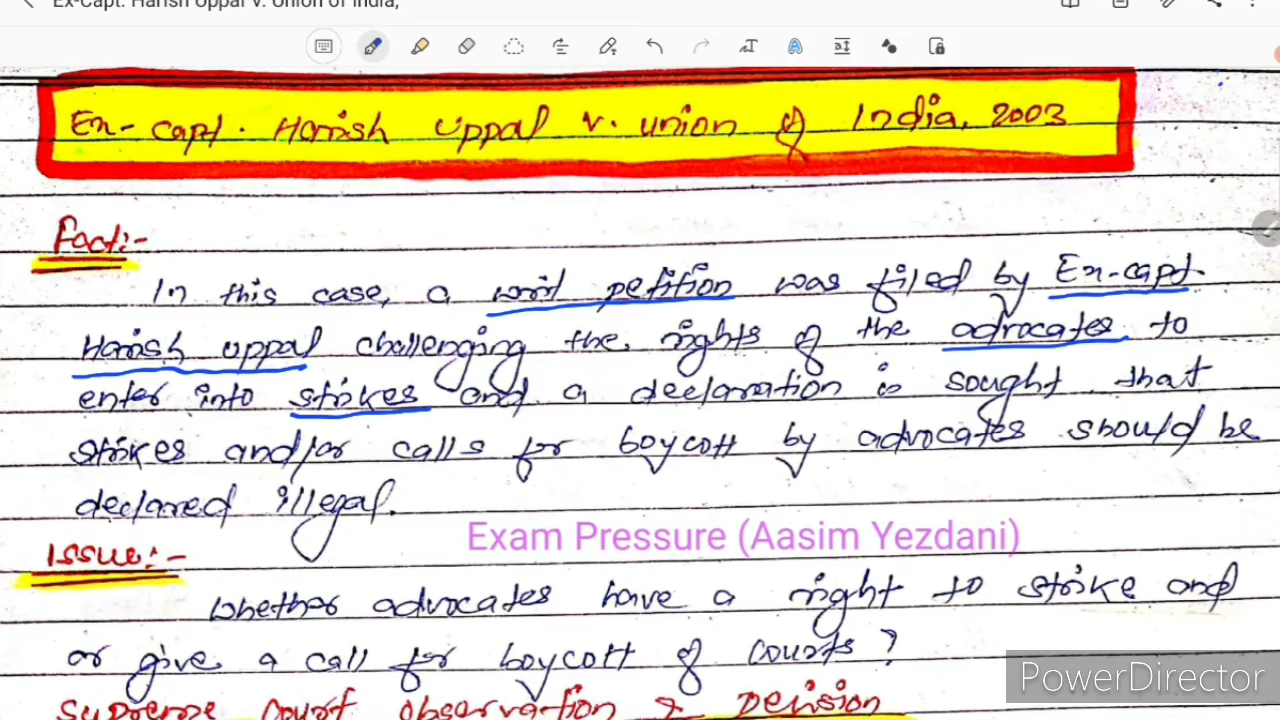 Ex-Capt. Harish Uppal v. Union of India,
Ex-capt. Harish Uppal v. Union of India, 2003
Fact:-
In this case, a writ petition was filed by Ex-capt.
Harish Uppal challenging the rights of the advocates to
enter into strikes and a declaration is sought that
strikes and/or calls for boycott by advocates should be
declared illegal.
Exam Pressure (Aasim Yezdani)
Issue:-
Whether advocates have a right to strike and
or give a call for boycott of courts?
PowerDirector
Supreme Court observation & Decision